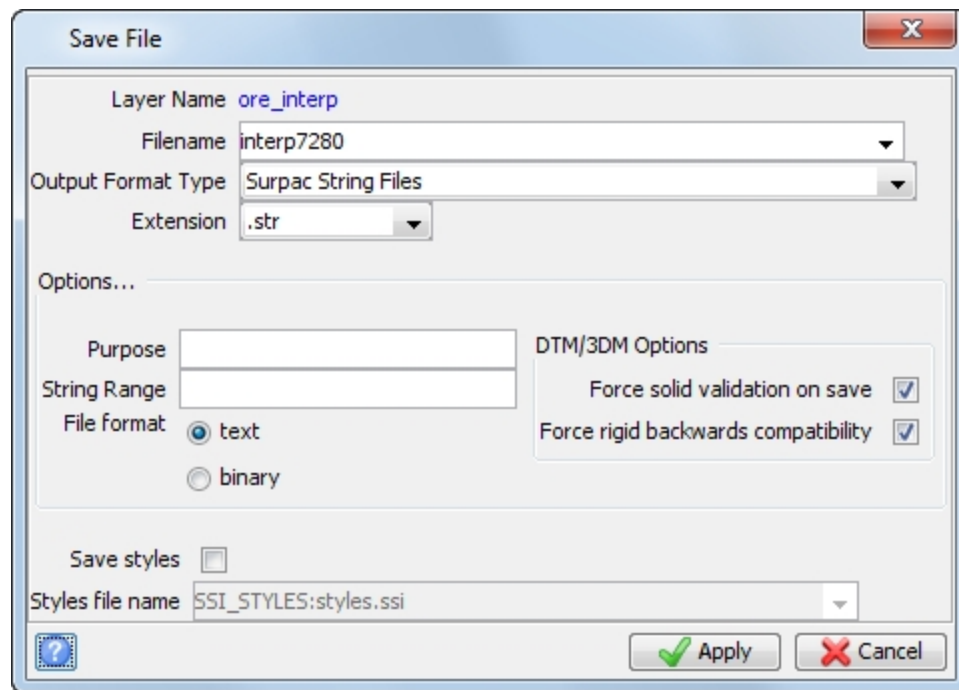 Save File
Layer Name ore_interp
Filename interp7280
Output Format Type Surpac String Files
Extension .str
Options...
Purpose
String Range
File format text
binary
DTM/3DM Options
Force solid validation on save
Force rigid backwards compatibility
Save styles
Styles file name SSI_STYLES:styles.ssi
? Apply Cancel